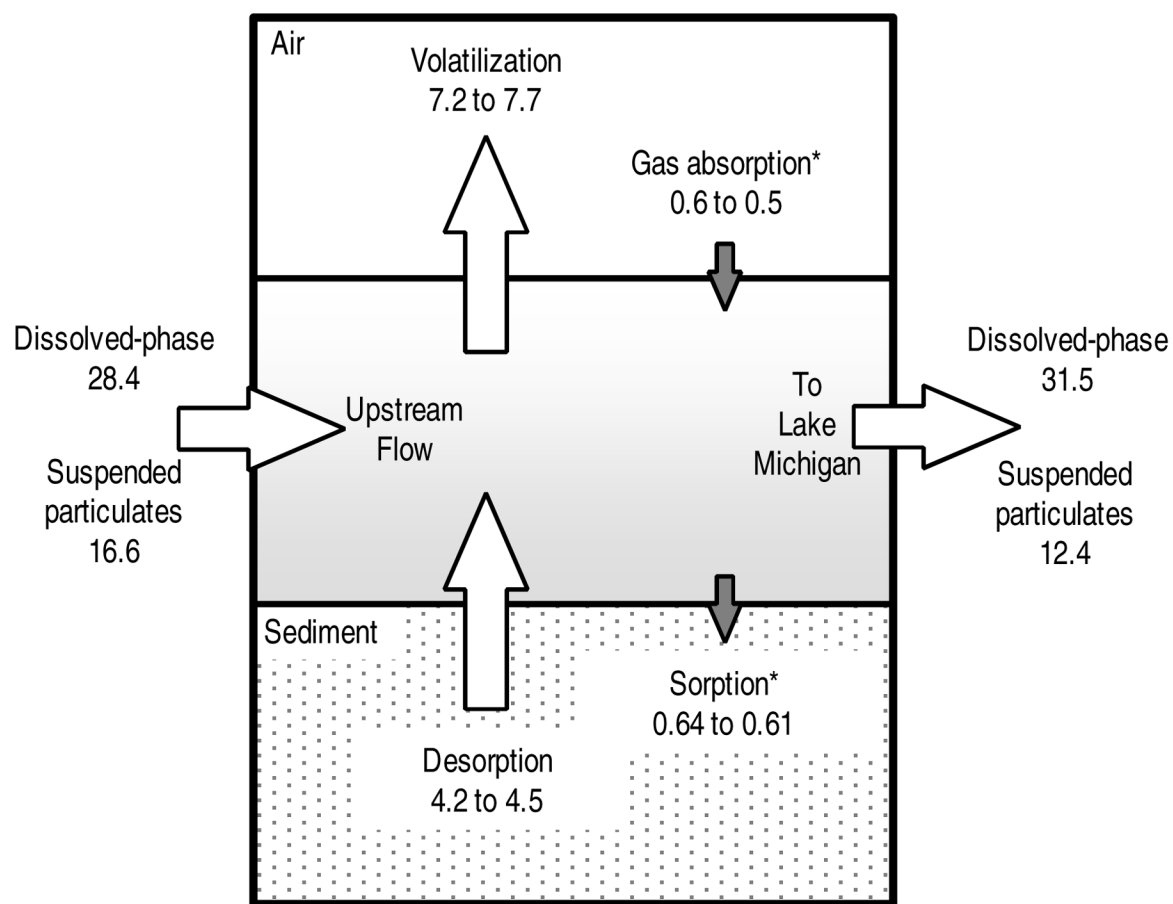 Air
Volatilization
7.2 to 7.7
Gas absorption*
0.6 to 0.5
Dissolved-phase
28.4
Upstream
Flow
Suspended
particulates
16.6
To
Lake
Michigan
Dissolved-phase
31.5
Suspended
particulates
12.4
Sediment
Desorption
4.2 to 4.5
Sorption*
0.64 to 0.61